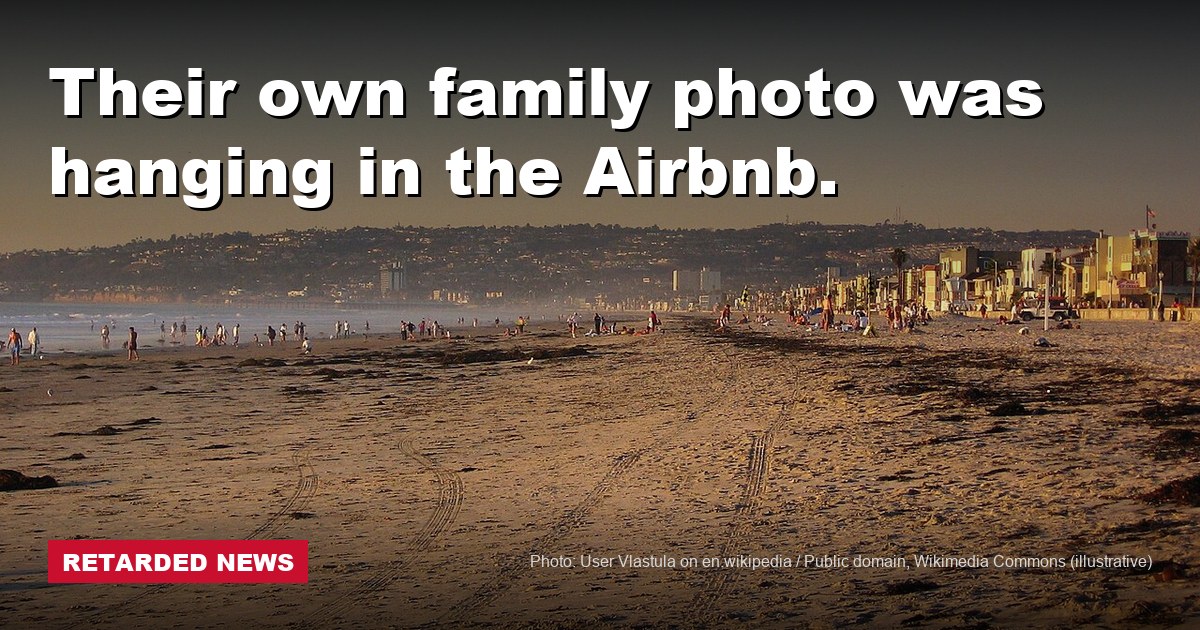 Their own family photo was
hanging in the Airbnb.
RETARDED NEWS
Photo: User Vlastula on en.wikipedia / Public domain, Wikimedia Commons (illustrative)